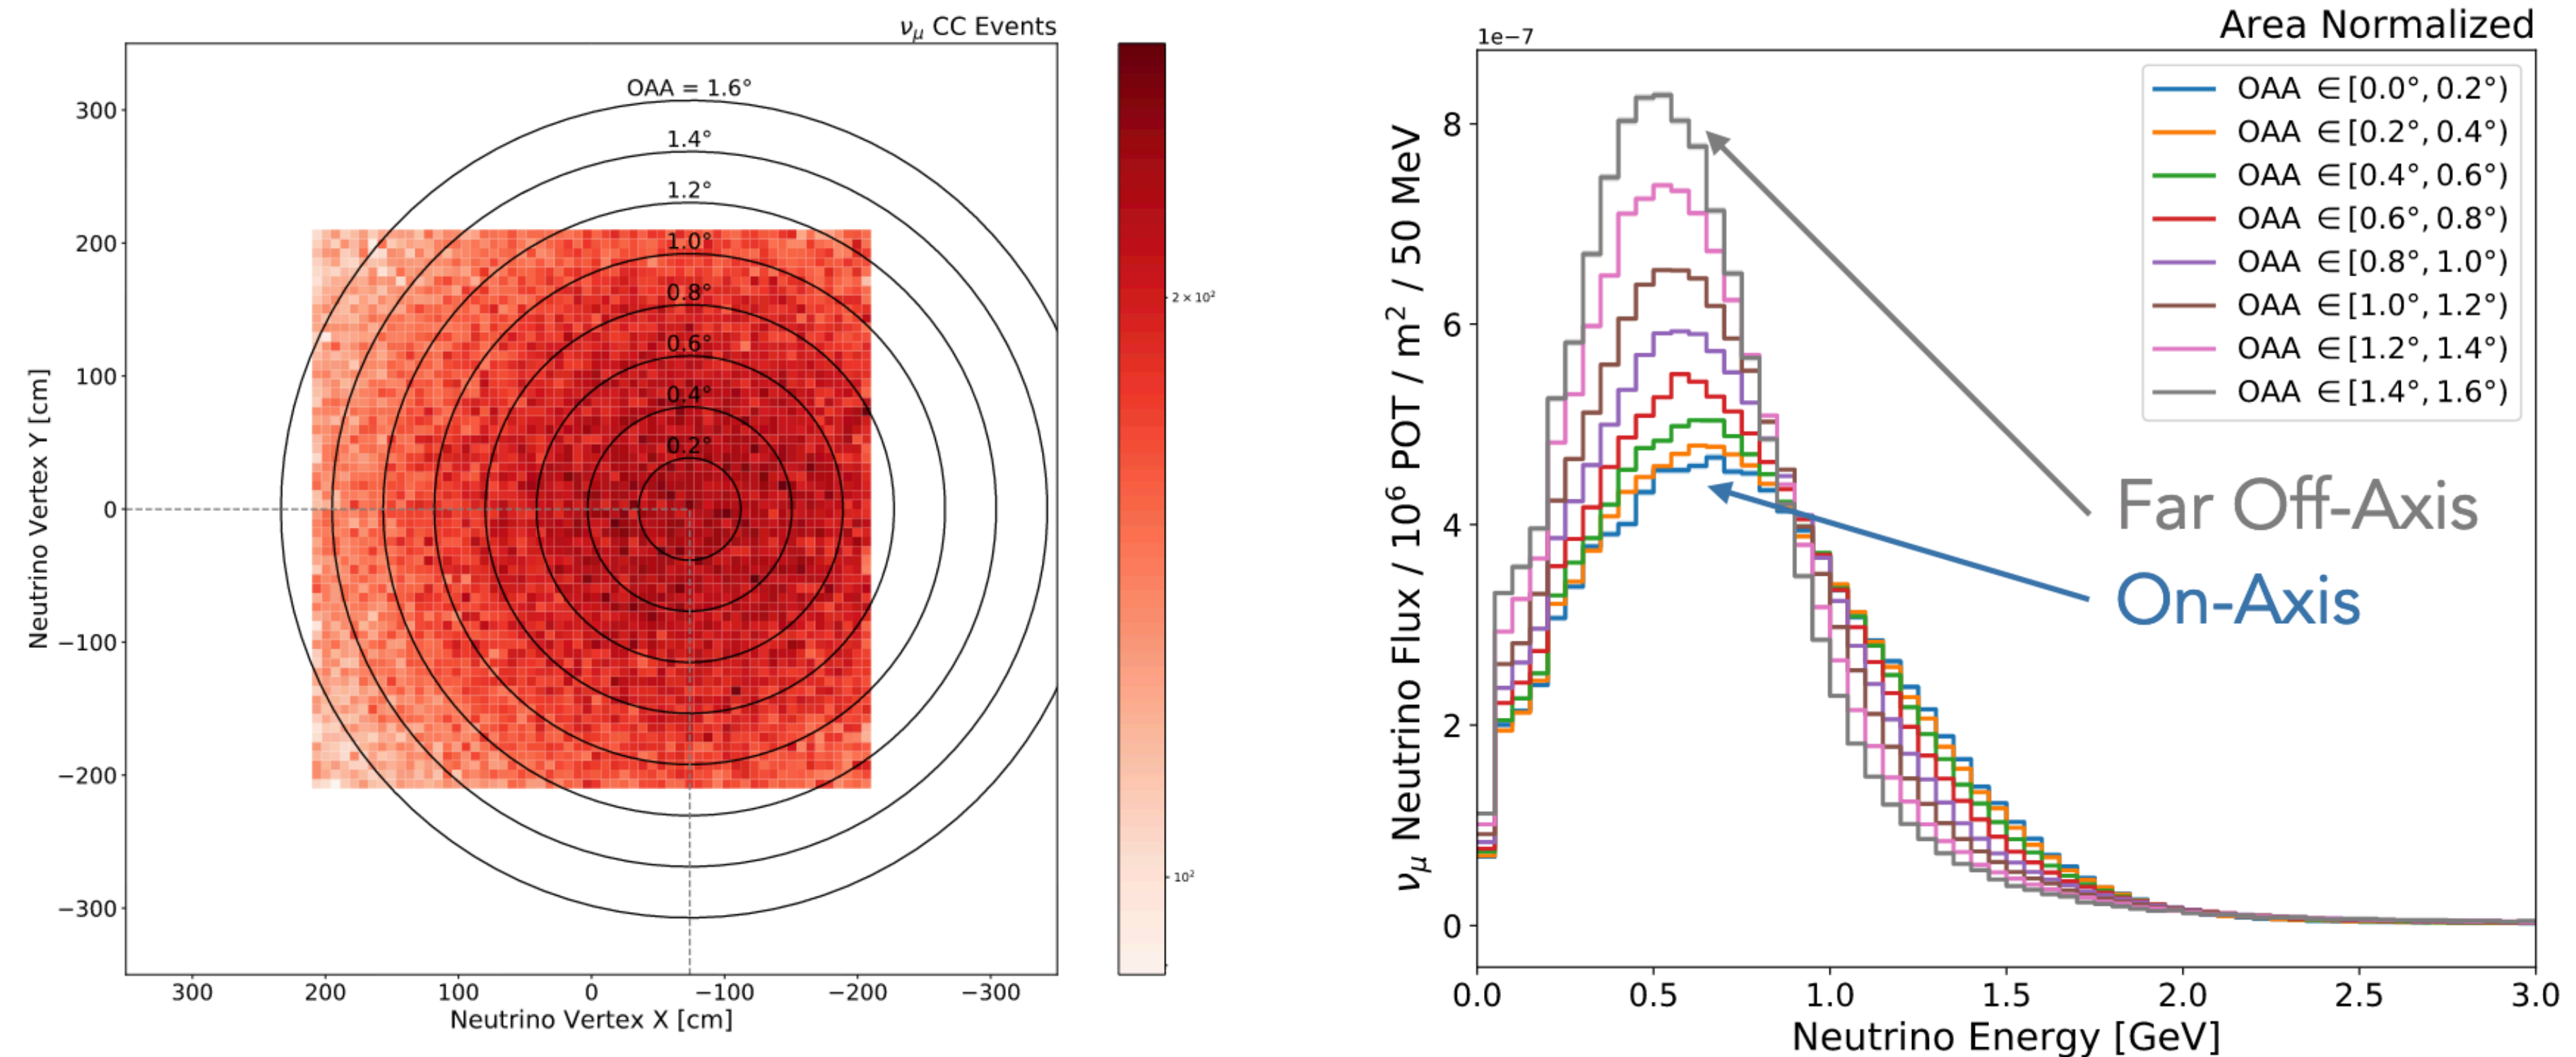 ν_μ CC Events
OAA = 1.6°
1.4°
1.2°
1.0°
0.8°
0.6°
0.4°
0.2°
300
200
100
0
−100
−200
−300
Neutrino Vertex Y [cm]
300
200
100
0
−100
−200
−300
Neutrino Vertex X [cm]
2 × 10²
10²
Area Normalized
1e−7
8
6
4
2
0
ν_μ Neutrino Flux / 10⁶ POT / m² / 50 MeV
OAA ∈[0.0°, 0.2°)
OAA ∈[0.2°, 0.4°)
OAA ∈[0.4°, 0.6°)
OAA ∈[0.6°, 0.8°)
OAA ∈[0.8°, 1.0°)
OAA ∈[1.0°, 1.2°)
OAA ∈[1.2°, 1.4°)
OAA ∈[1.4°, 1.6°)
Far Off-Axis
On-Axis
0.0
0.5
1.0
1.5
2.0
2.5
3.0
Neutrino Energy [GeV]